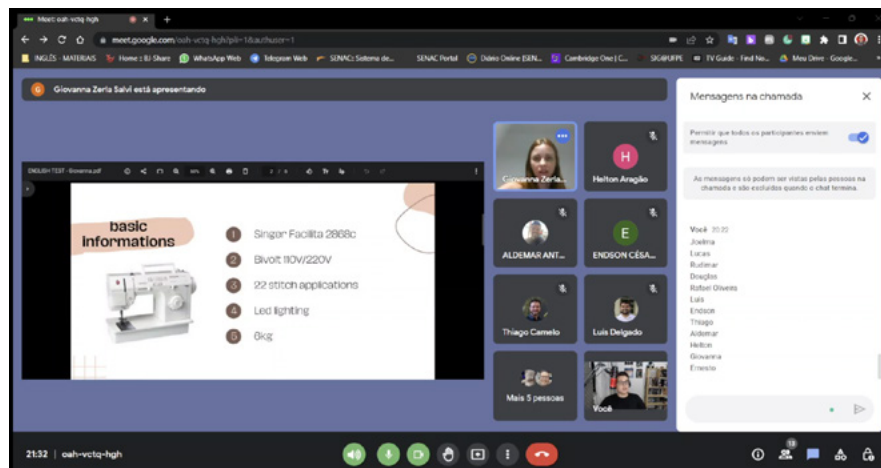 Meet: oah-vctq-hgh
meet.google.com/oah-vctq-hgh?pli=1&authuser=1
INGLÊS - MATERIAIS
Home :: BJ Share
WhatsApp Web
Telegram Web
SENAC: Sistema de...
SENAC Portal
Diário Online (SEN...
Cambridge One | C...
SIG@UFPE
TV Guide - Find No...
Meu Drive - Google...
G
Giovanna Zerla Salvi está apresentando
Mensagens na chamada
Permitir que todos os participantes enviem
mensagens
As mensagens só podem ser vistas pelas pessoas na
chamada e são excluídas quando o chat termina.
ENGLISH TEST - Giovanna.pdf
basic
informations
1 Singer Facilita 2868c
2 Bivolt 110V/220V
3 22 stitch applications
4 Led lighting
5 6kg
Giovanna Zerla...
H
Helton Aragão
ALDEMAR ANT...
E
ENDSON CÉSA...
Thiago Camelo
Luis Delgado
Mais 5 pessoas
Você
Você 20:22
Joelma
Lucas
Rudimar
Douglas
Rafael Oliveira
Luis
Endson
Thiago
Aldemar
Helton
Giovanna
Ernesto
21:32 | oah-vctq-hgh
13